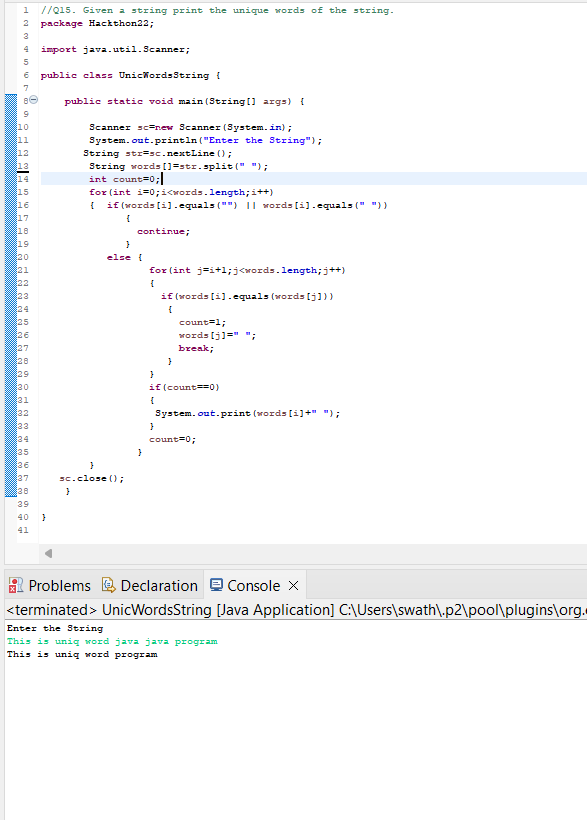 1 //Q15. Given a string print the unique words of the string.
2 package Hackthon22;
3
4 import java.util.Scanner;
5
6 public class UnicWordsString {
7
8 public static void main(String[] args) {
9
10 Scanner sc=new Scanner(System.in);
11 System.out.println("Enter the String");
12 String str=sc.nextLine();
13 String words[]=str.split(" ");
14 int count=0;
15 for(int i=0;i<words.length;i++)
16 { if(words[i].equals("") || words[i].equals(" "))
17 {
18 continue;
19 }
20 else {
21 for(int j=i+1;j<words.length;j++)
22 {
23 if(words[i].equals(words[j]))
24 {
25 count=1;
26 words[j]=" ";
27 break;
28 }
29 }
30 if(count==0)
31 {
32 System.out.print(words[i]+" ");
33 }
34 count=0;
35 }
36 }
37 sc.close();
38 }
39
40 }
41
Problems Declaration Console
<terminated> UnicWordsString [Java Application] C:\Users\swath\.p2\pool\plugins\org.
Enter the String
This is uniq word java java program
This is uniq word program